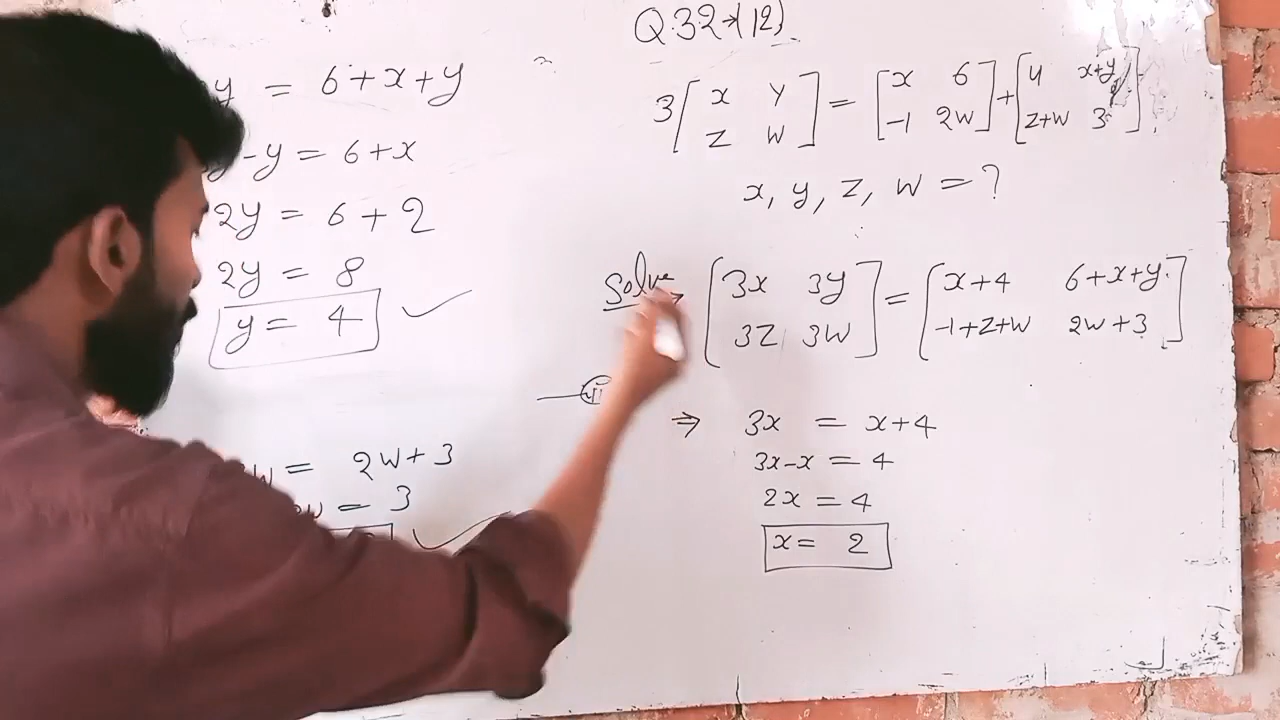 Q.32→(12)
3[x y z w] = [x 6 -1 2w] + [4 x+y z+w 3]
x, y, z, w = ?
Solve → [3x 3y 3z 3w] = [x+4 6+x+y -1+z+w 2w+3]
⇒ 3x = x+4
3x-x = 4
2x = 4
x = 2
y = 6+x+y
-y = 6+x
2y = 6+2
2y = 8
y = 4 ✓
w = 2w+3
= 3